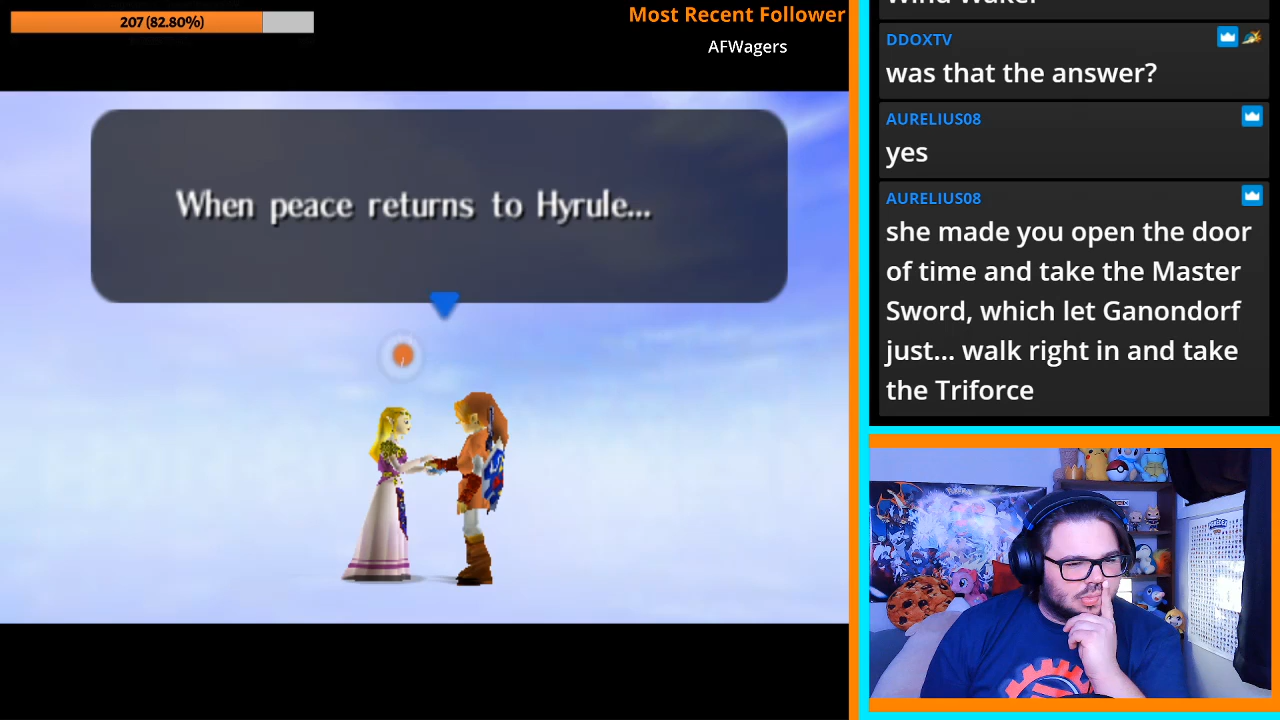 207 (82.80%)
Most Recent Follower
AFWagers
When peace returns to Hyrule...
Wind Waker
DDOXTV
was that the answer?
AURELIUS08
yes
AURELIUS08
she made you open the door
of time and take the Master
Sword, which let Ganondorf
just... walk right in and take
the Triforce